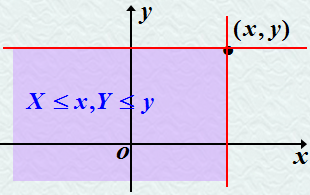 y
(x, y)
X ≤ x, Y ≤ y
o
x